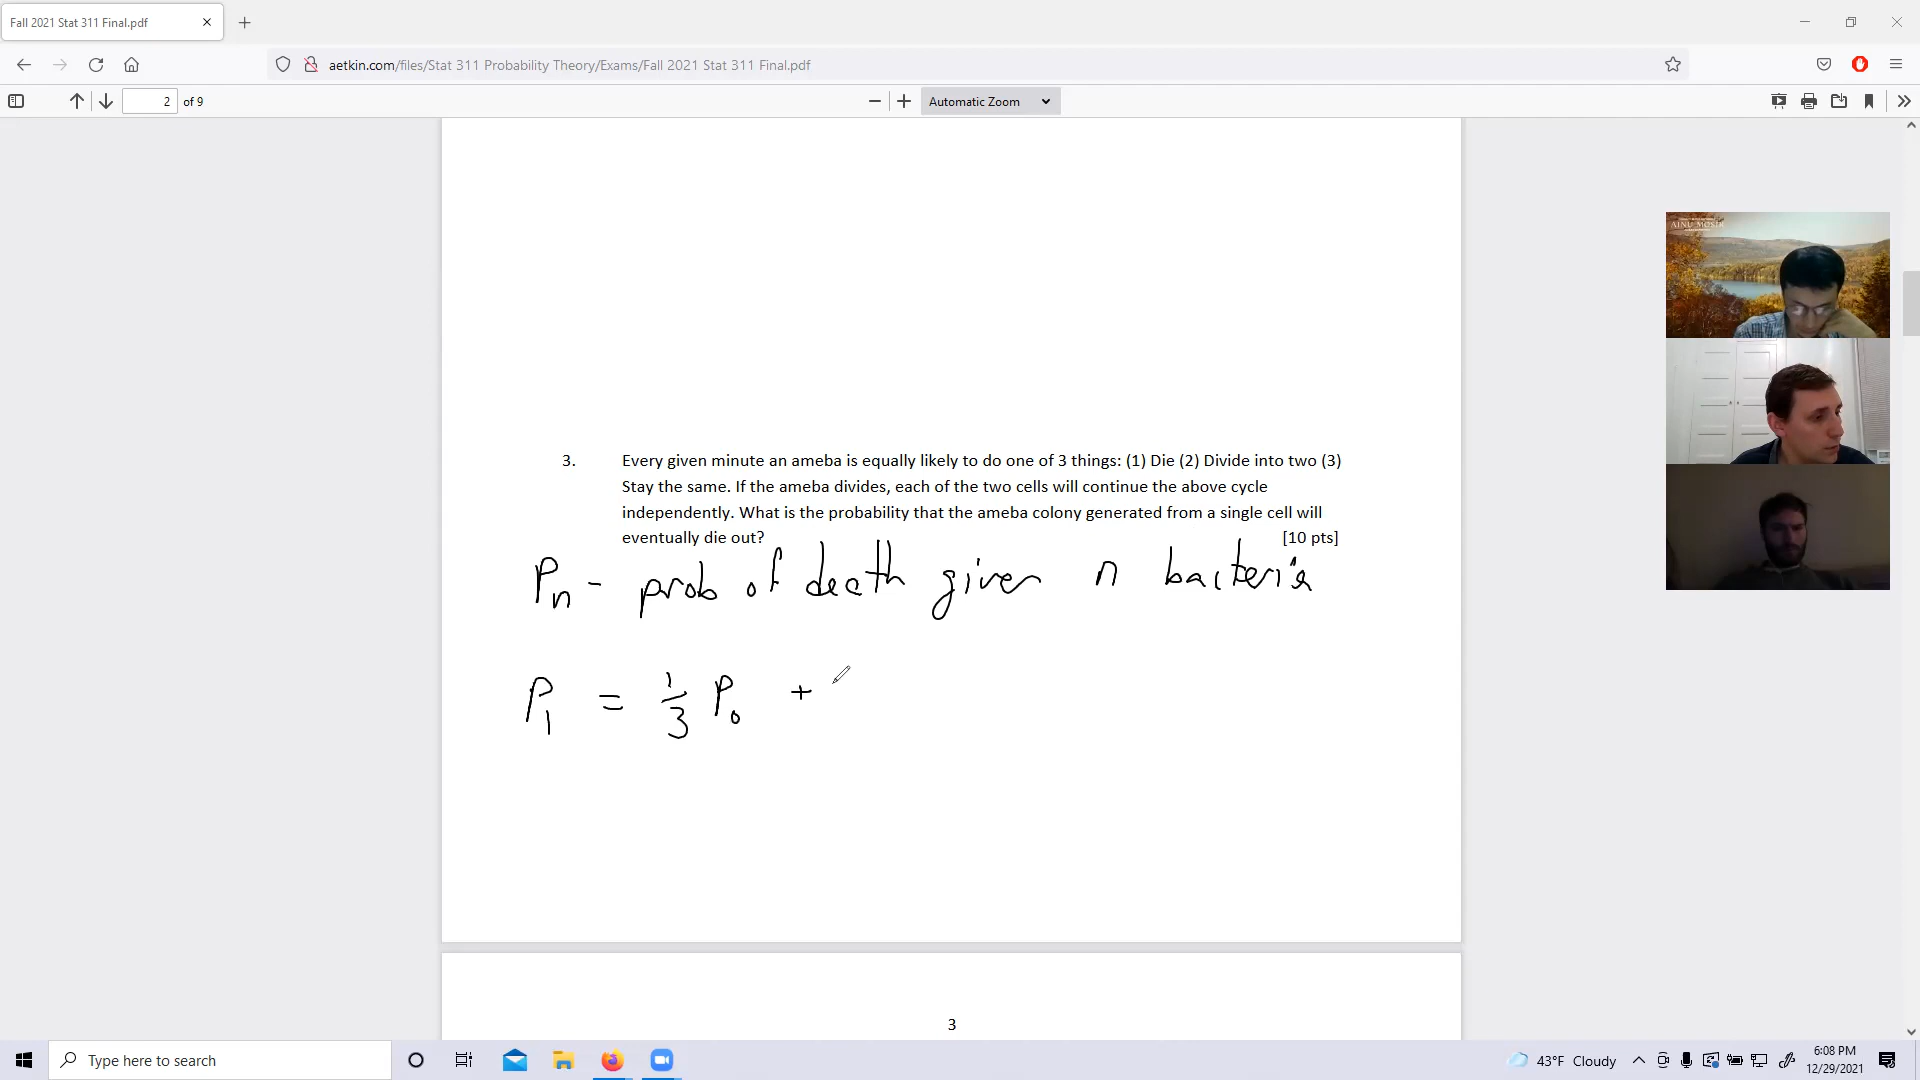 Fall 2021 Stat 311 Final.pdf
aetkin.com/files/Stat 311 Probability Theory/Exams/Fall 2021 Stat 311 Final.pdf
2 of 9
Automatic Zoom
AINU MOSIR
3. Every given minute an ameba is equally likely to do one of 3 things: (1) Die (2) Divide into two (3)
Stay the same. If the ameba divides, each of the two cells will continue the above cycle
independently. What is the probability that the ameba colony generated from a single cell will
eventually die out? [10 pts]
Pn - prob of death given n bacteria
P1 = 1/3 P0 +
3
Type here to search
43°F Cloudy
6:08 PM
12/29/2021